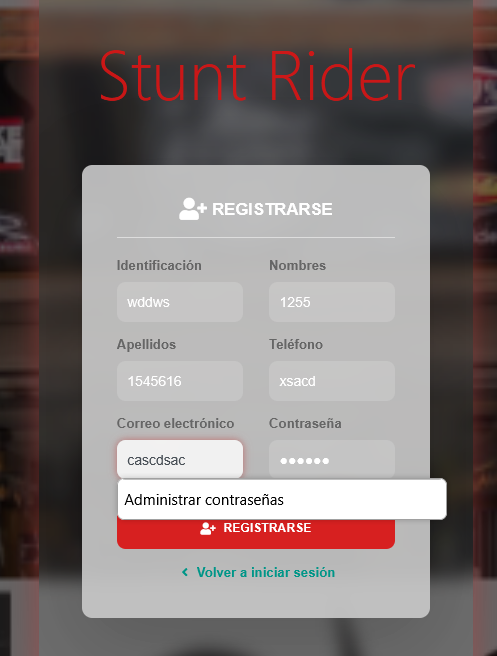 Stunt Rider
REGISTRARSE
Identificación Nombres
wddws 1255
Apellidos Teléfono
1545616 xsacd
Correo electrónico Contraseña
cascdsac ●●●●●●
Administrar contraseñas
REGISTRARSE
Volver a iniciar sesión